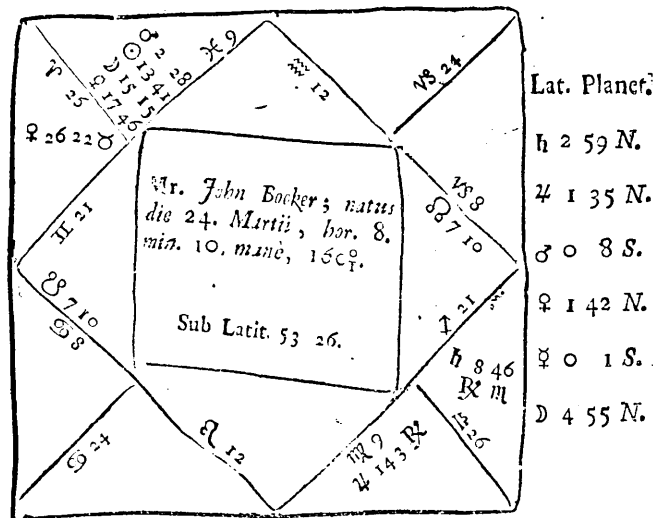 ♂ 2 28
☉ 13 41
☽ 15 15
☿ 17 46
♓ 9
♒ 12
♑ 24
♈ 25
♀ 26 22 ♉
♊ 21
☋ 7 10
♋ 8
♋ 24
♌ 12
♍ 9
♃ 1 43 ℞
♎ 26
♄ 8 46
℞ ♏
♐ 21
♑ 8
☊ 7 10
Mr. John Booker; natus
die 24. Martii, hor. 8.
min. 10. manè,
Sub Latit. 53 26.
Lat. Planet.
♄ 2 59 N.
♃ 1 35 N.
♂ 0 8 S.
♀ 1 42 N.
☿ 0 1 S.
☽ 4 55 N.